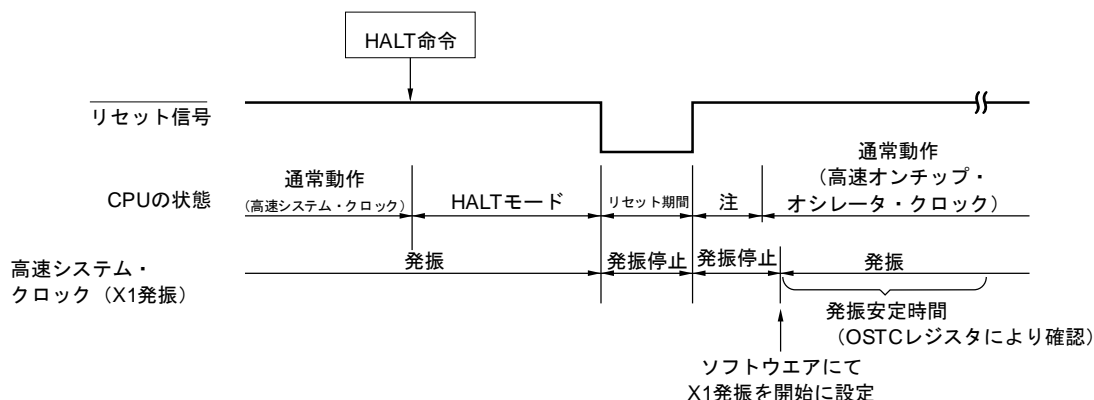 HALT命令
リセット信号
CPUの状態
通常動作
(高速システム・クロック)
HALTモード
リセット期間
注
通常動作
(高速オンチップ・
オシレータ・クロック)
高速システム・
クロック(X1発振)
発振
発振停止
発振停止
発振
発振安定時間
(OSTCレジスタにより確認)
ソフトウエアにて
X1発振を開始に設定